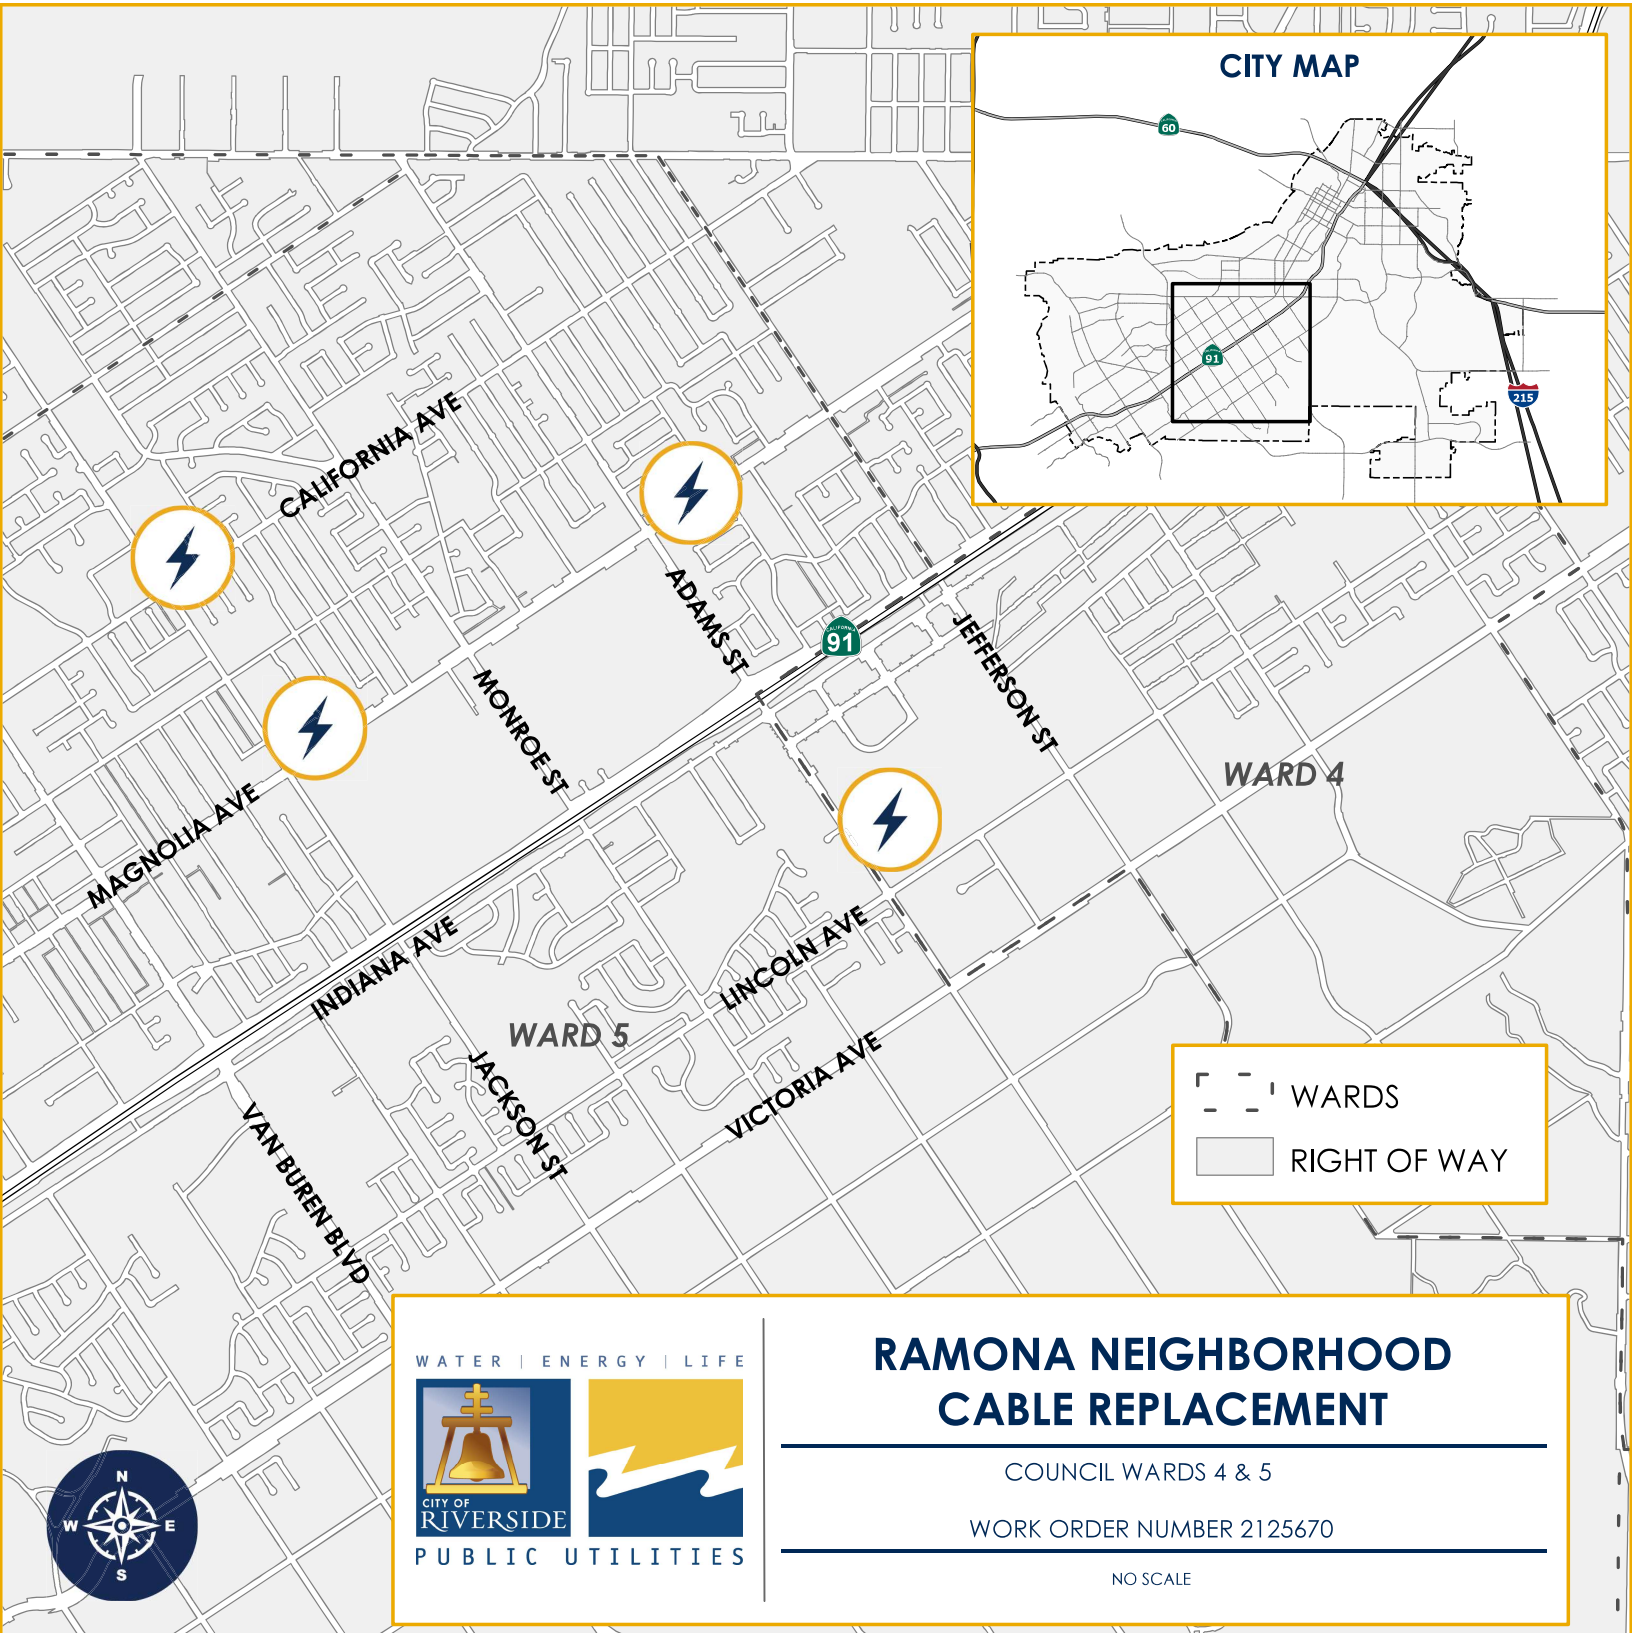 CITY MAP
60
91
215
CALIFORNIA AVE
ADAMS ST
CALIFORNIA
91
JEFFERSON ST
MONROE ST
MAGNOLIA AVE
WARD 4
INDIANA AVE
LINCOLN AVE
WARD 5
JACKSON ST
VICTORIA AVE
VAN BUREN BLVD
WARDS
RIGHT OF WAY
WATER | ENERGY | LIFE
CITY OF
RIVERSIDE
PUBLIC UTILITIES
RAMONA NEIGHBORHOOD
CABLE REPLACEMENT
COUNCIL WARDS 4 & 5
WORK ORDER NUMBER 2125670
NO SCALE
N
W E
S